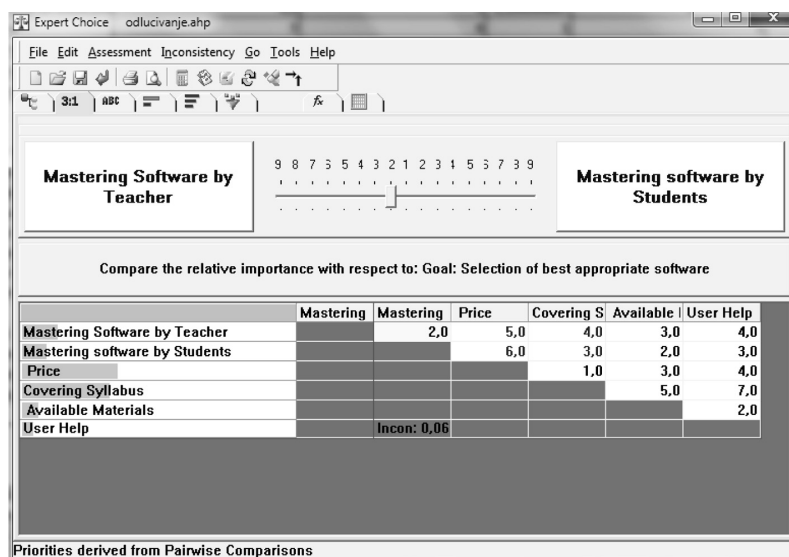 Expert Choice odlucivanje.ahp
File Edit Assessment Inconsistency Go Tools Help
3:1 ABC fx
Mastering Software by
Teacher
9 8 7 5 5 4 3 2 1 2 3 4 5 5 7 3 9
Mastering software by
Students
Compare the relative importance with respect to: Goal: Selection of best appropriate software
Mastering Mastering Price Covering S Available User Help
Mastering Software by Teacher 2,0 5,0 4,0 3,0 4,0
Mastering software by Students 6,0 3,0 2,0 3,0
Price 1,0 3,0 4,0
Covering Syllabus 5,0 7,0
Available Materials 2,0
User Help Incon: 0,06
Priorities derived from Pairwise Comparisons